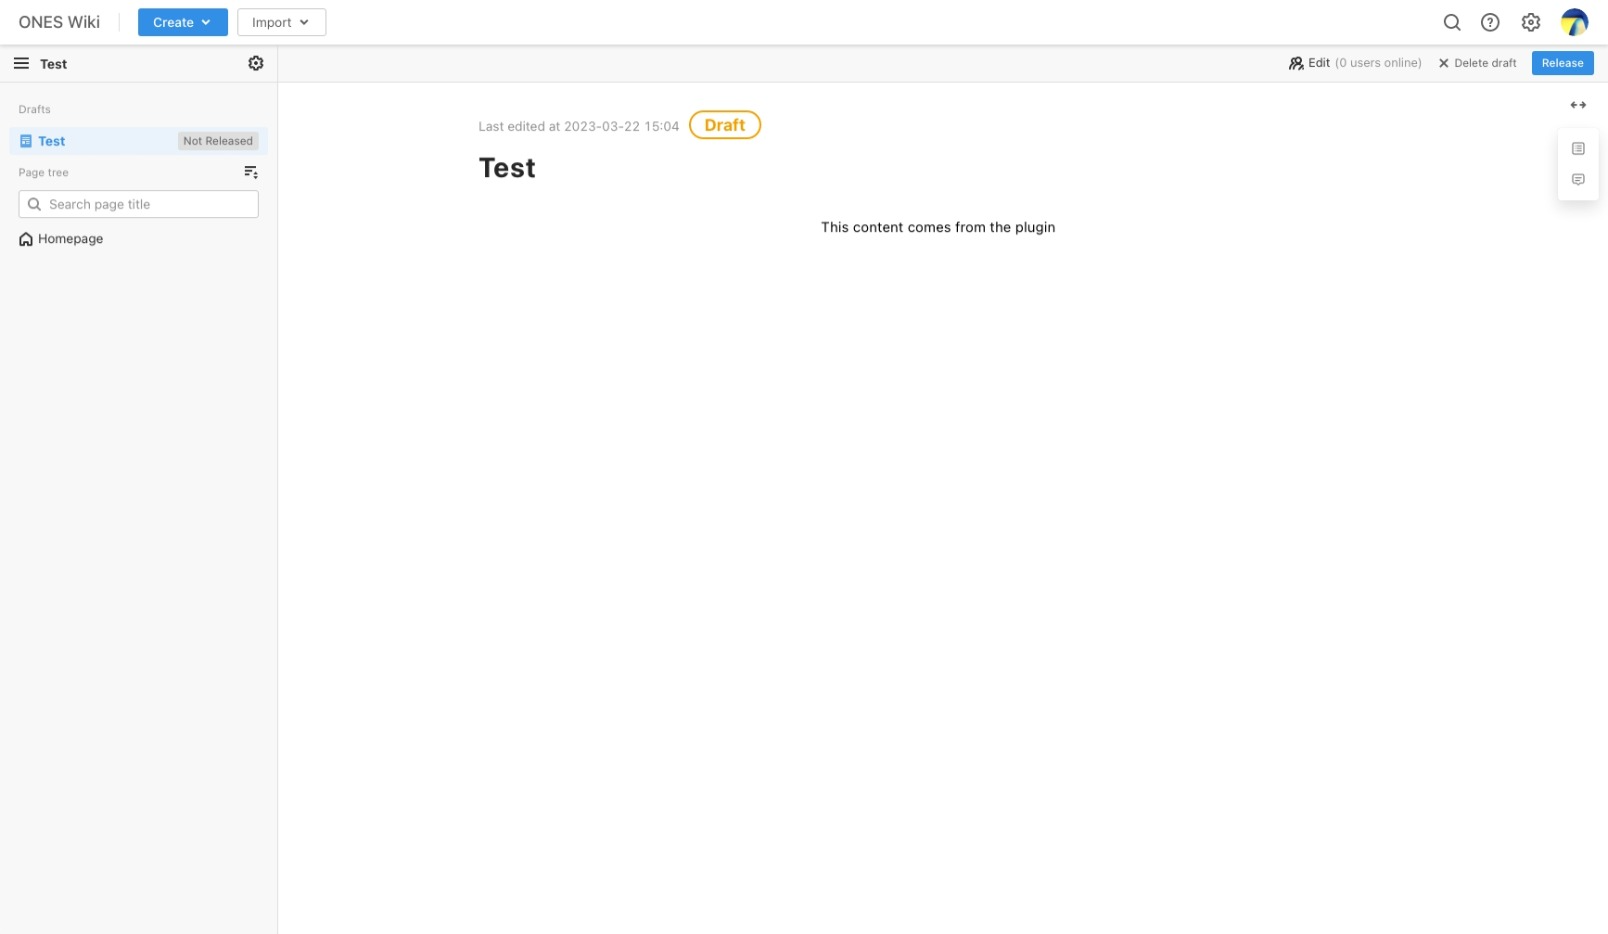 ONES Wiki
Create
Import
Test
Edit (0 users online)
Delete draft
Release
Drafts
Test
Not Released
Page tree
Search page title
Homepage
Last edited at 2023-03-22 15:04
Draft
Test
This content comes from the plugin